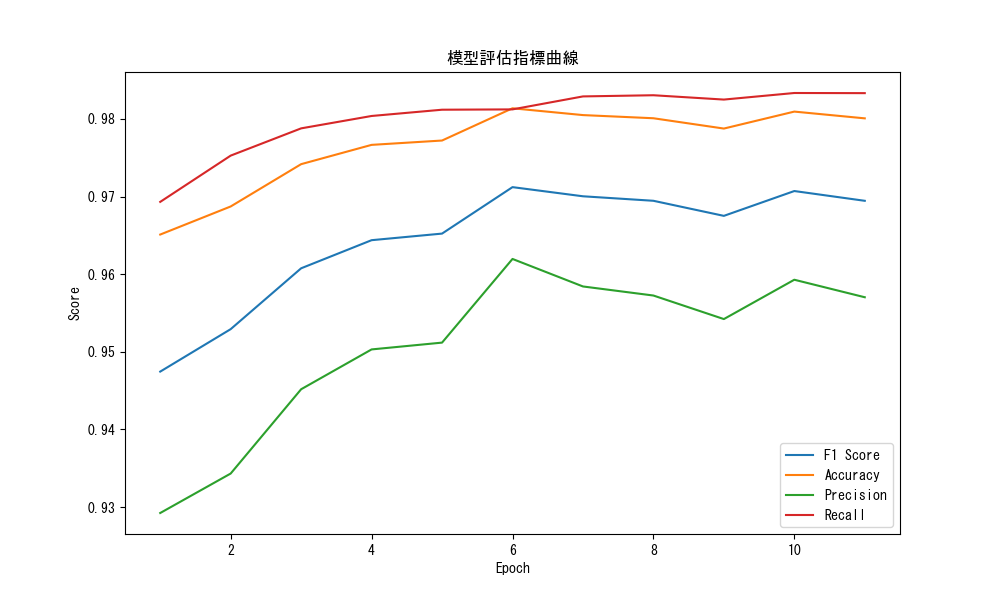 模型評估指標曲線
Score
0.98
0.97
0.96
0.95
0.94
0.93
2
4
6
8
10
Epoch
F1 Score
Accuracy
Precision
Recall